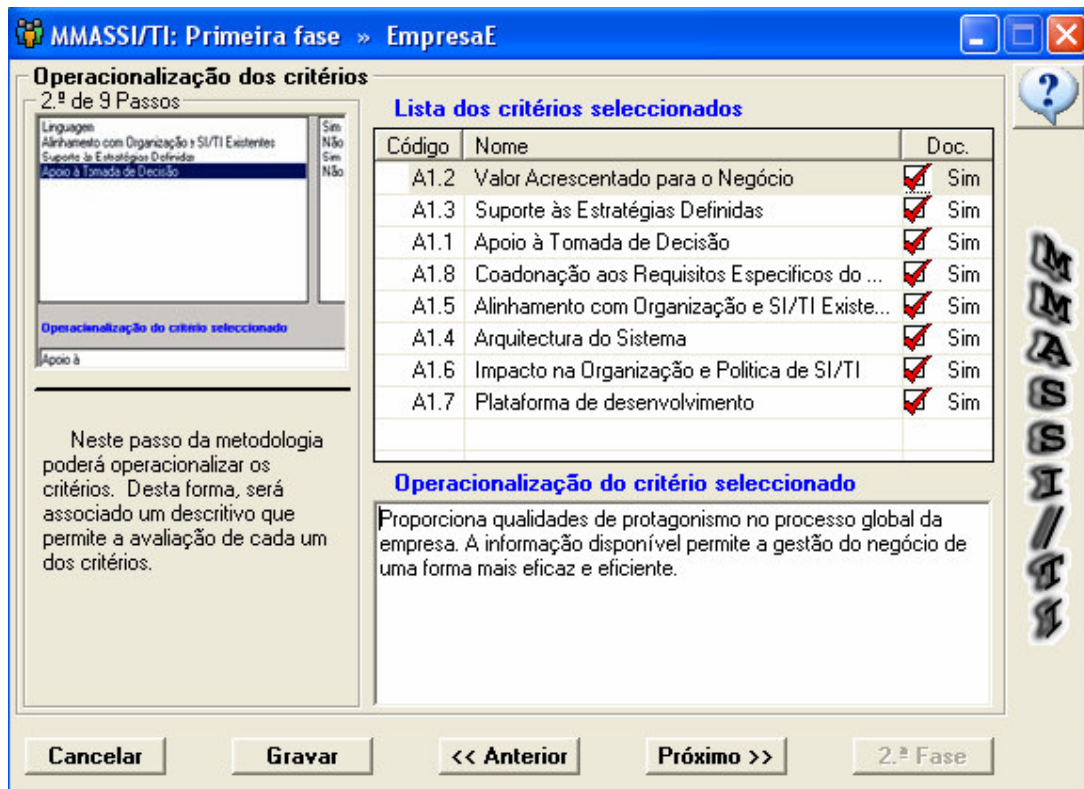 MMASSI/TI: Primeira fase » EmpresaE
Operacionalização dos critérios
2.ª de 9 Passos
Linguagem
Sim
Alinhamento com Organização e SI/TI Existentes
Não
Suporte às Estratégias Definidas
Sim
Apoio à Tomada de Decisão
Não
Operacionalização do critério seleccionado
Apoio à
Neste passo da metodologia
poderá operacionalizar os
critérios. Desta forma, será
associado um descritivo que
permite a avaliação de cada um
dos critérios.
Lista dos critérios seleccionados
Código Nome Doc.
A1.2 Valor Acrescentado para o Negócio Sim
A1.3 Suporte às Estratégias Definidas Sim
A1.1 Apoio à Tomada de Decisão Sim
A1.8 Coadonação aos Requisitos Especificos do ... Sim
A1.5 Alinhamento com Organização e SI/TI Existe... Sim
A1.4 Arquitectura do Sistema Sim
A1.6 Impacto na Organização e Politica de SI/TI Sim
A1.7 Plataforma de desenvolvimento Sim
Operacionalização do critério seleccionado
Proporciona qualidades de protagonismo no processo global da
empresa. A informação disponível permite a gestão do negócio de
uma forma mais eficaz e eficiente.
?
MMASSI/TI
Cancelar
Gravar
<< Anterior
Próximo >>
2.ª Fase